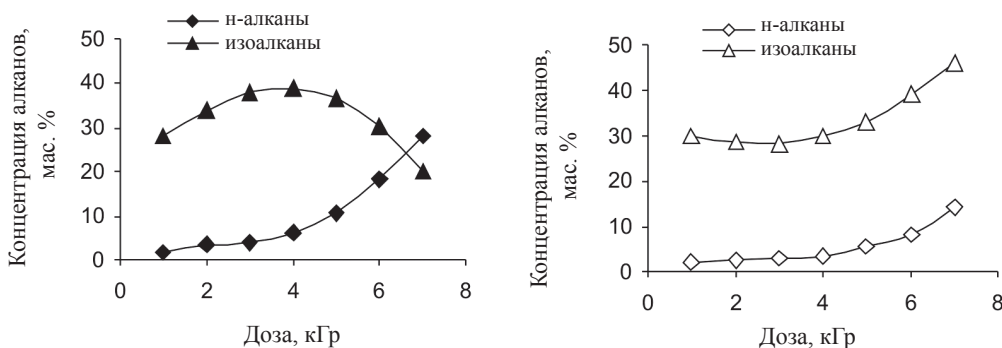 н-алканы
изоалканы
Концентрация алканов,
мас. %
50
40
30
20
10
0
0 2 4 6 8
Доза, кГр
н-алканы
изоалканы
Концентрация алканов,
мас. %
50
40
30
20
10
0
0 2 4 6 8
Доза, кГр